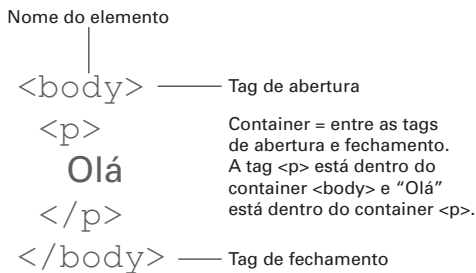 Nome do elemento
<body> Tag de abertura
<p> Container = entre as tags
de abertura e fechamento.
Olá A tag <p> está dentro do
container <body> e “Olá”
</p> está dentro do container <p>.
</body> Tag de fechamento